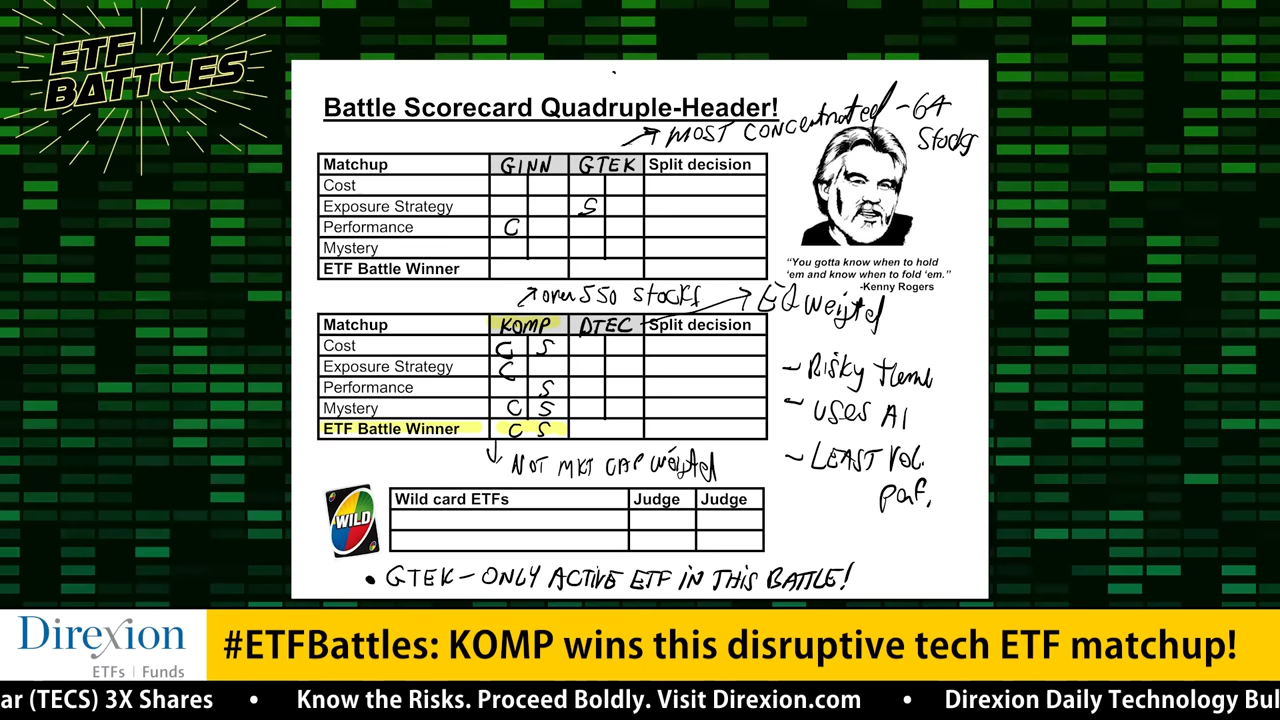 ETF
BATTLES
Battle Scorecard Quadruple-Header!
MOST CONCENTRATED - 64
Matchup GINN GTEK Split decision
Cost
Exposure Strategy S
Performance C
Mystery
ETF Battle Winner
"You gotta know when to hold
'em and know when to fold 'em."
-Kenny Rogers
over 550 stocks
EQ weighted
Matchup KOMP DTEC Split decision
Cost C S
Exposure Strategy C
Performance S
Mystery C S
ETF Battle Winner C S
- Risky
- USES AI
- LEAST VOL.
NOT MKT CAP weighted
WILD
Wild card ETFs Judge Judge
• GTEK - ONLY ACTIVE ETF IN THIS BATTLE!
Direxion
ETFs | Funds
#ETFBattles: KOMP wins this disruptive tech ETF matchup!
ar (TECS) 3X Shares • Know the Risks. Proceed Boldly. Visit Direxion.com • Direxion Daily Technology Bul